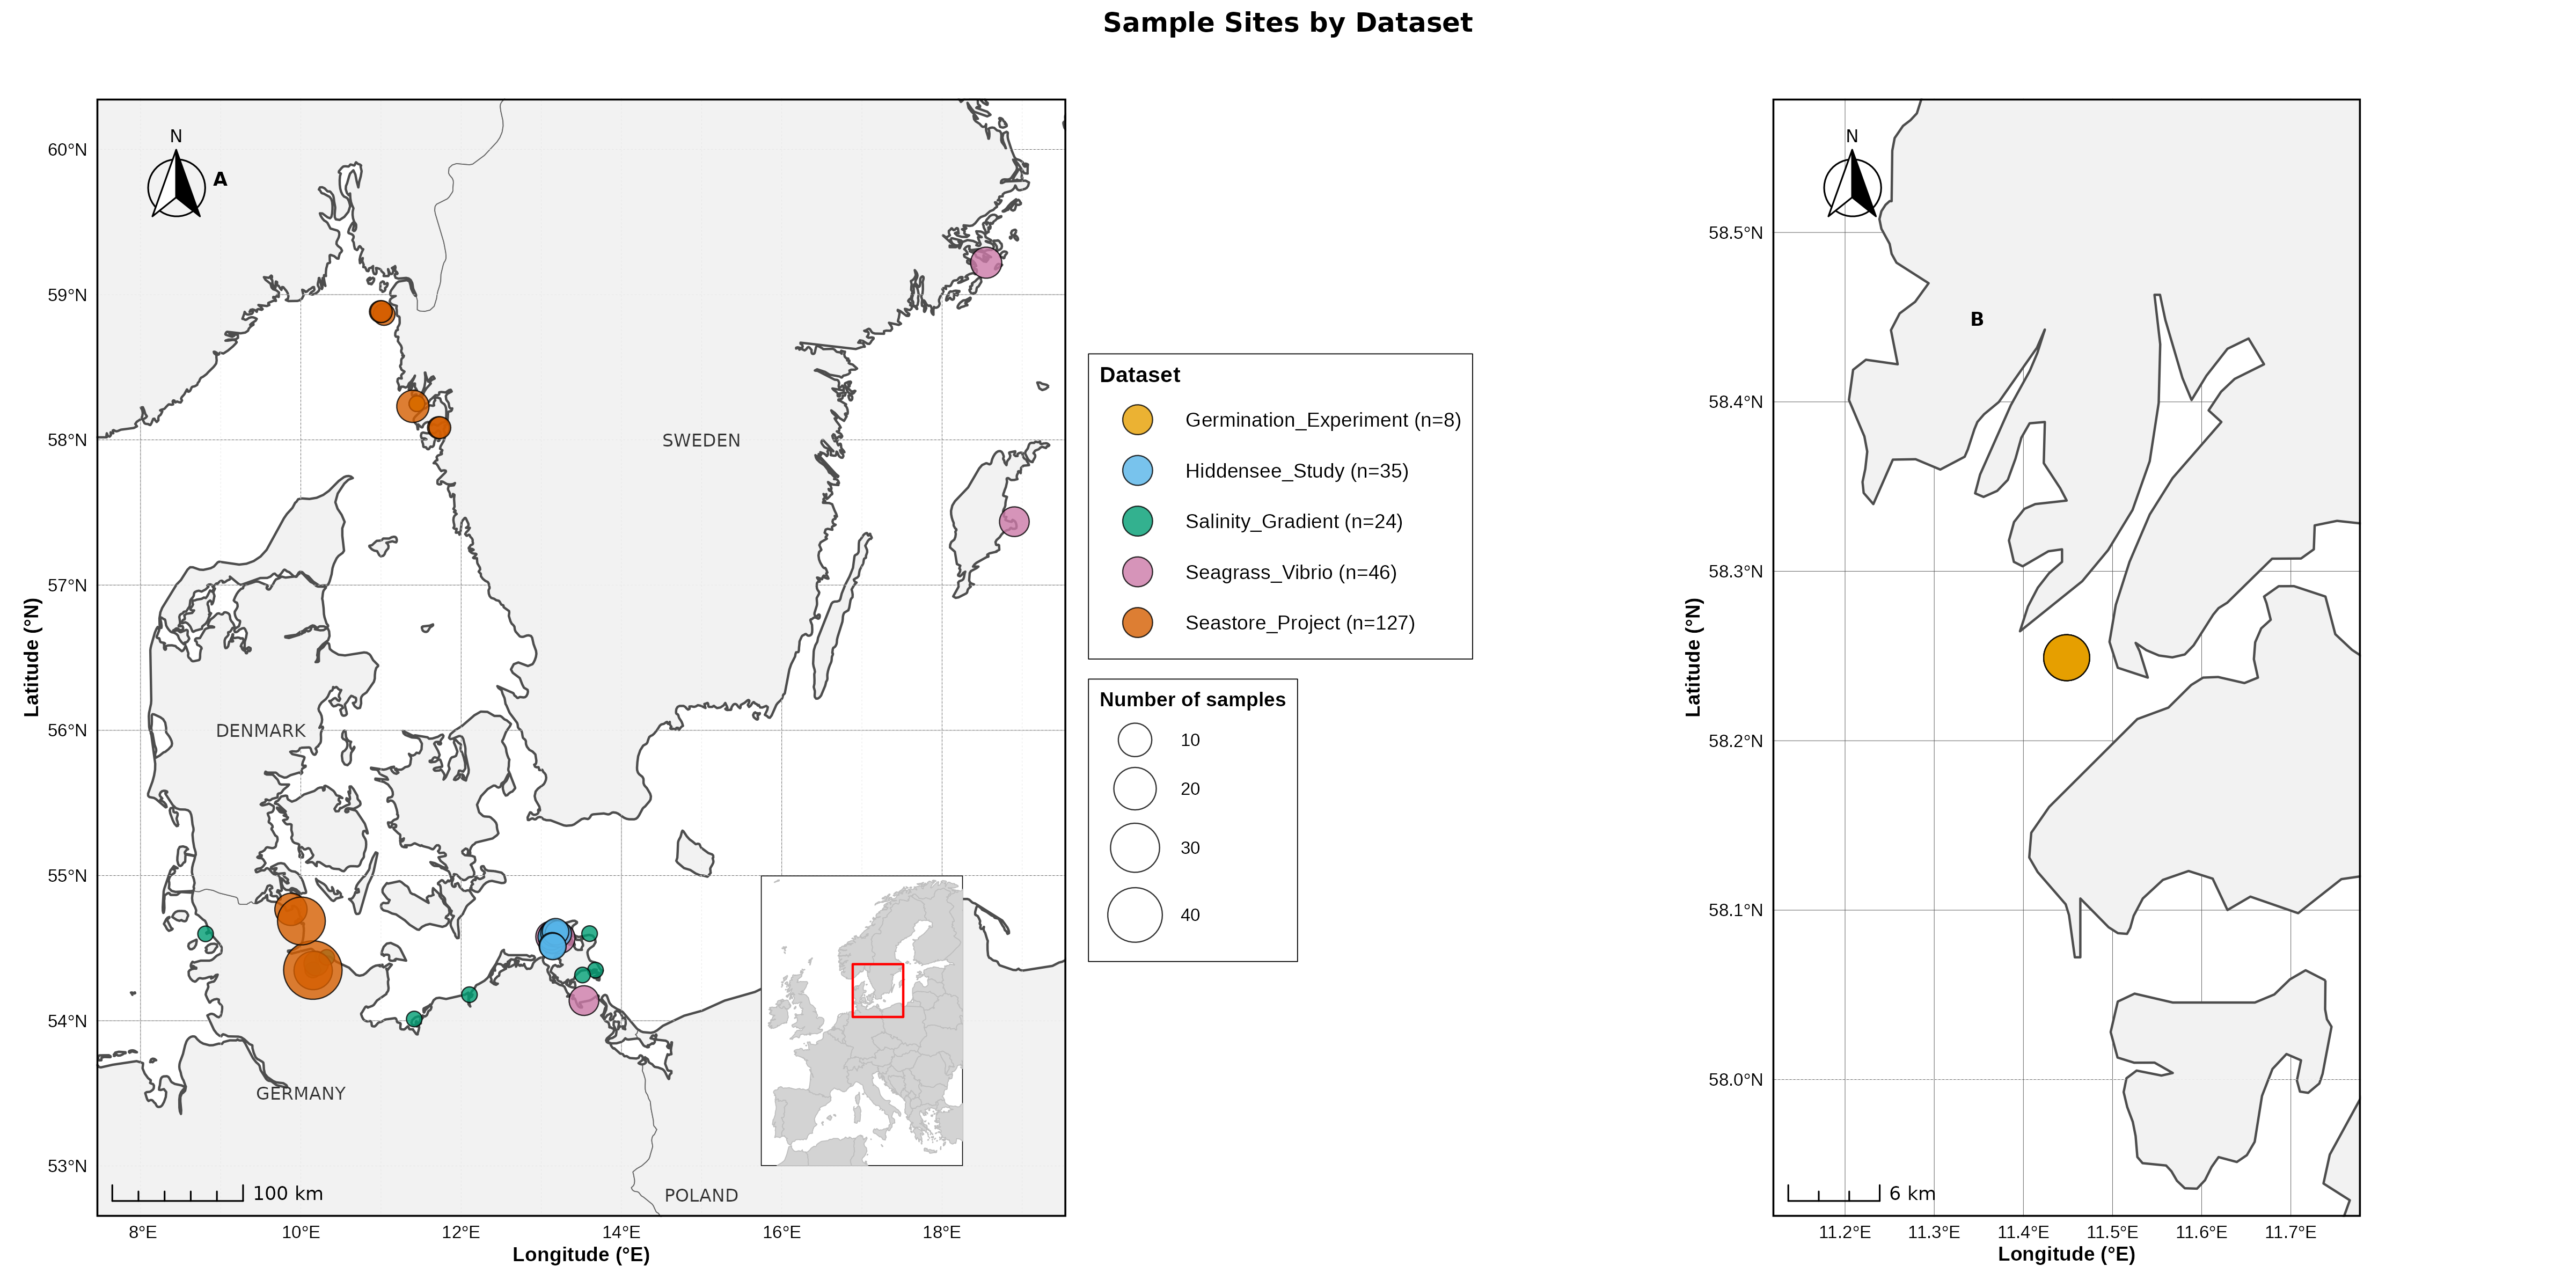 Sample Sites by Dataset
N
A
60°N
59°N
58°N
57°N
56°N
55°N
54°N
53°N
Latitude (°N)
SWEDEN
DENMARK
GERMANY
POLAND
100 km
8°E
10°E
12°E
14°E
16°E
18°E
Longitude (°E)
Dataset
Germination_Experiment (n=8)
Hiddensee_Study (n=35)
Salinity_Gradient (n=24)
Seagrass_Vibrio (n=46)
Seastore_Project (n=127)
Number of samples
10
20
30
40
N
B
58.5°N
58.4°N
58.3°N
58.2°N
58.1°N
58.0°N
Latitude (°N)
6 km
11.2°E
11.3°E
11.4°E
11.5°E
11.6°E
11.7°E
Longitude (°E)